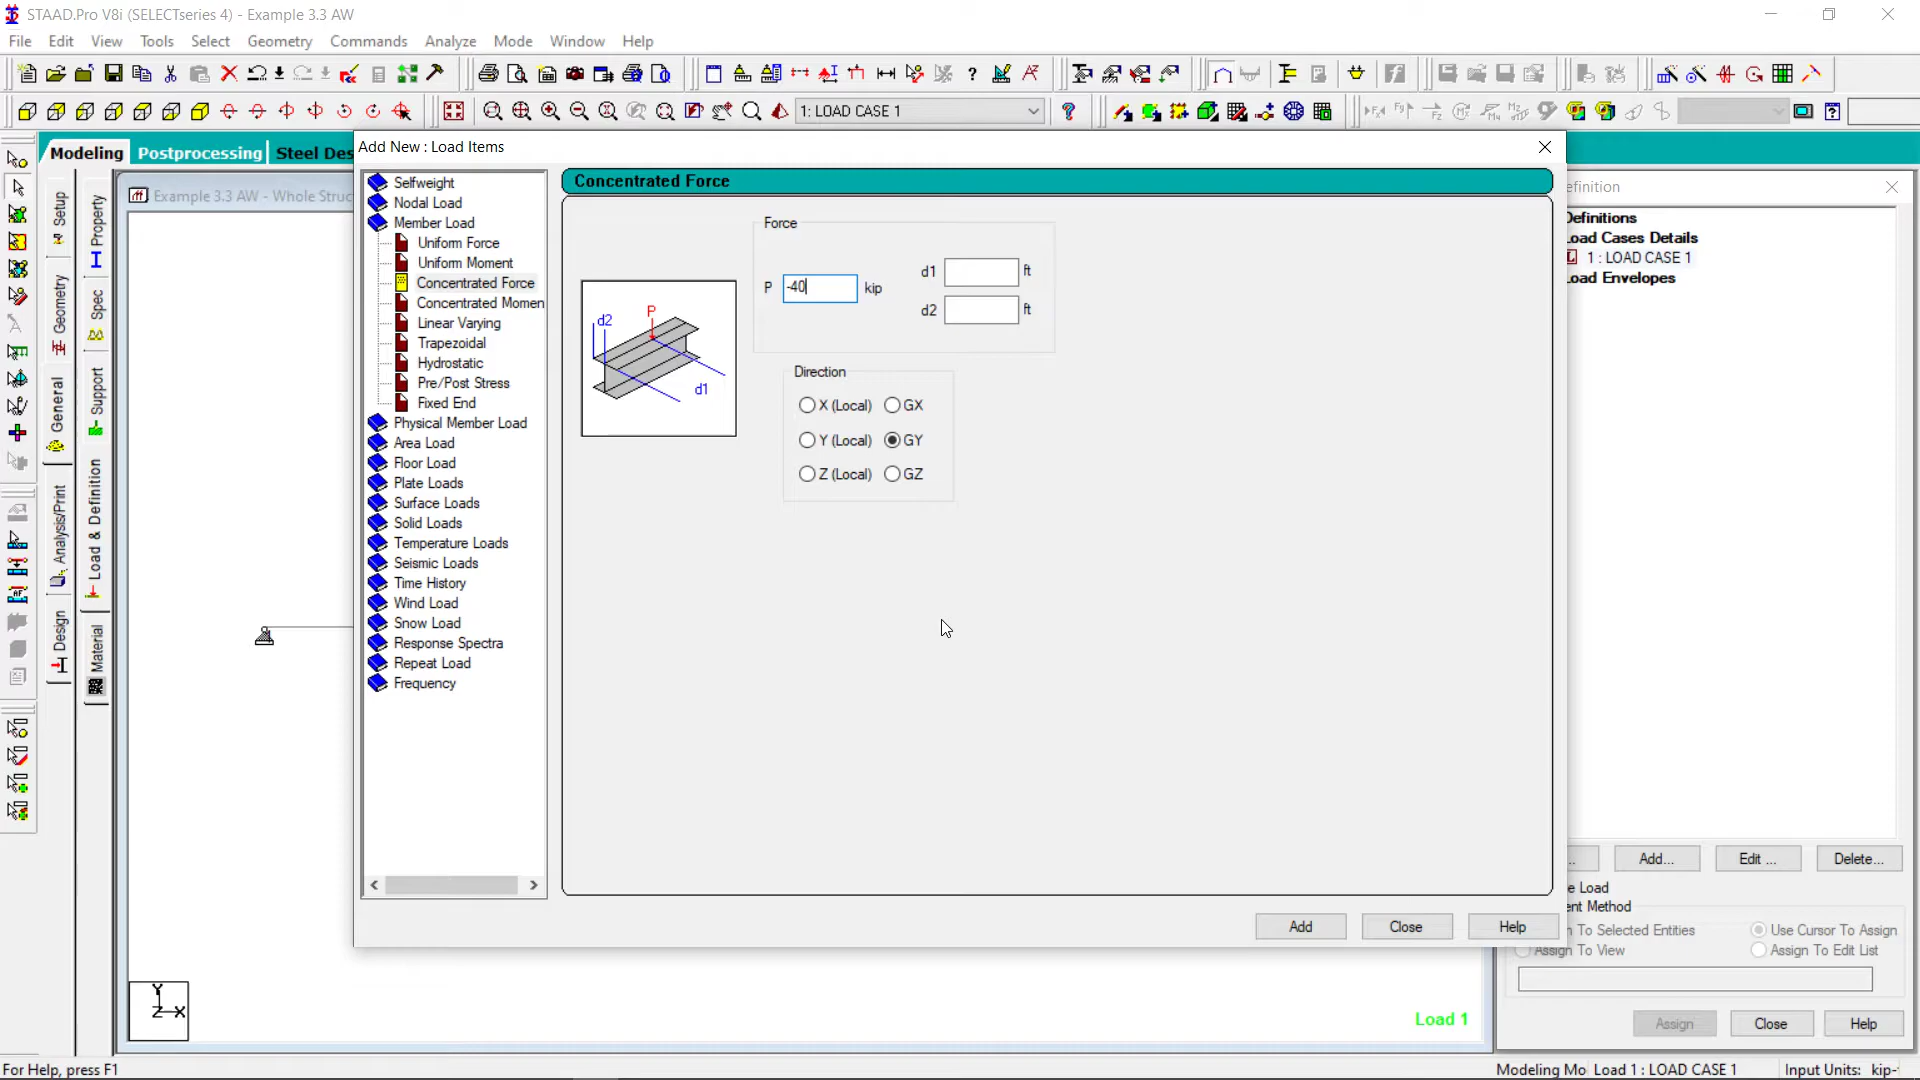 STAAD.Pro V8i (SELECTseries 4) - Example 3.3 AW
File Edit View Tools Select Geometry Commands Analyze Mode Window Help
1: LOAD CASE 1
Modeling Postprocessing Steel Des
Add New : Load Items
Example 3.3 AW - Whole Struc
efinition
Setup
Geometry
General
Analysis/Print
Design
Property
Spec
Support
Load & Definition
Material
Selfweight
Nodal Load
Member Load
Uniform Force
Uniform Moment
Concentrated Force
Concentrated Momen
Linear Varying
Trapezoidal
Hydrostatic
Pre/Post Stress
Fixed End
Physical Member Load
Area Load
Floor Load
Plate Loads
Surface Loads
Solid Loads
Temperature Loads
Seismic Loads
Time History
Wind Load
Snow Load
Response Spectra
Repeat Load
Frequency
Concentrated Force
Force
P -40 kip
d1 ft
d2 ft
P
d2
d1
Direction
X (Local) GX
Y (Local) GY
Z (Local) GZ
Add Close Help
Definitions
Load Cases Details
1 : LOAD CASE 1
Load Envelopes
... Add... Edit ... Delete...
e Load
ent Method
To Selected Entities Use Cursor To Assign
Assign To View Assign To Edit List
Assign Close Help
Y
Z X
Load 1
For Help, press F1
Modeling Mo Load 1 : LOAD CASE 1 Input Units: kip-